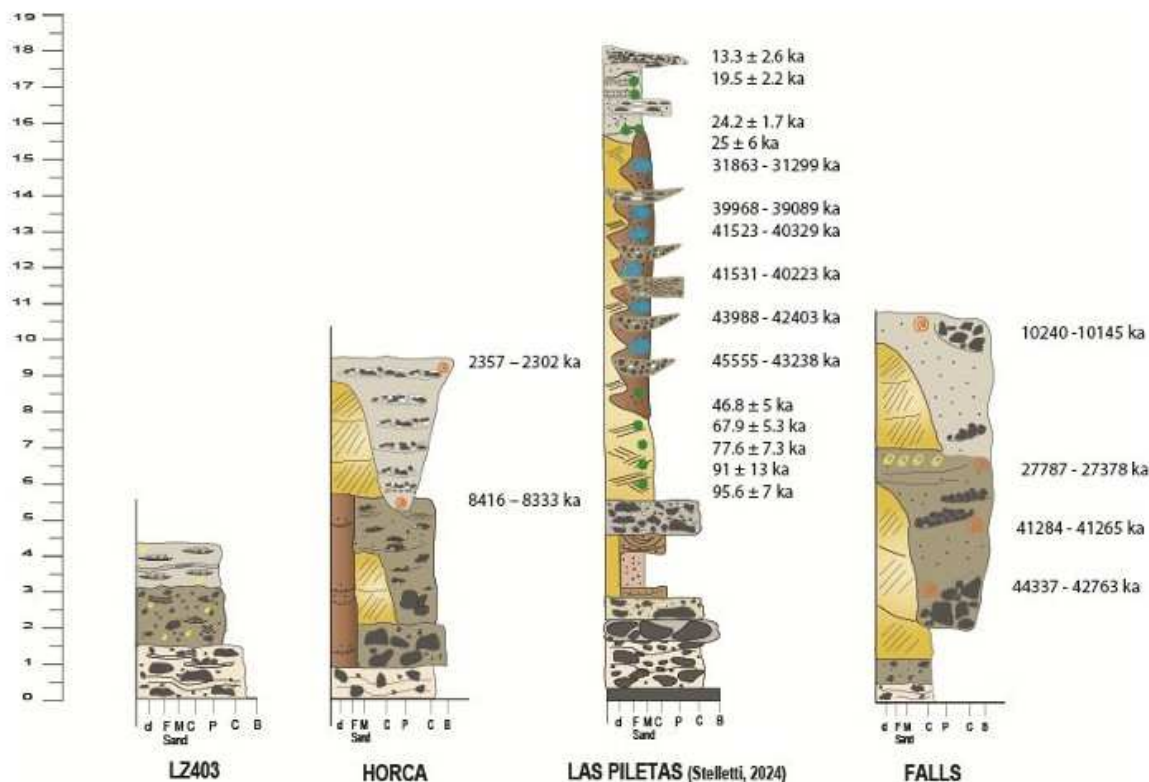 19
18
17
16
15
14
13
12
11
10
9
8
7
6
5
4
3
2
1
0
d F M C P C B
Sand
LZ403
2357 – 2302 ka
8416 – 8333 ka
d F M C P C B
Sand
HORCA
13.3 ± 2.6 ka
19.5 ± 2.2 ka
24.2 ± 1.7 ka
25 ± 6 ka
31863 - 31299 ka
39968 - 39089 ka
41523 - 40329 ka
41531 - 40223 ka
43988 - 42403 ka
45555 - 43238 ka
46.8 ± 5 ka
67.9 ± 5.3 ka
77.6 ± 7.3 ka
91 ± 13 ka
95.6 ± 7 ka
d F M C P C B
Sand
LAS PILETAS (Stelletti, 2024)
10240 -10145 ka
27787 - 27378 ka
41284 - 41265 ka
44337 - 42763 ka
d F M C P C B
Sand
FALLS